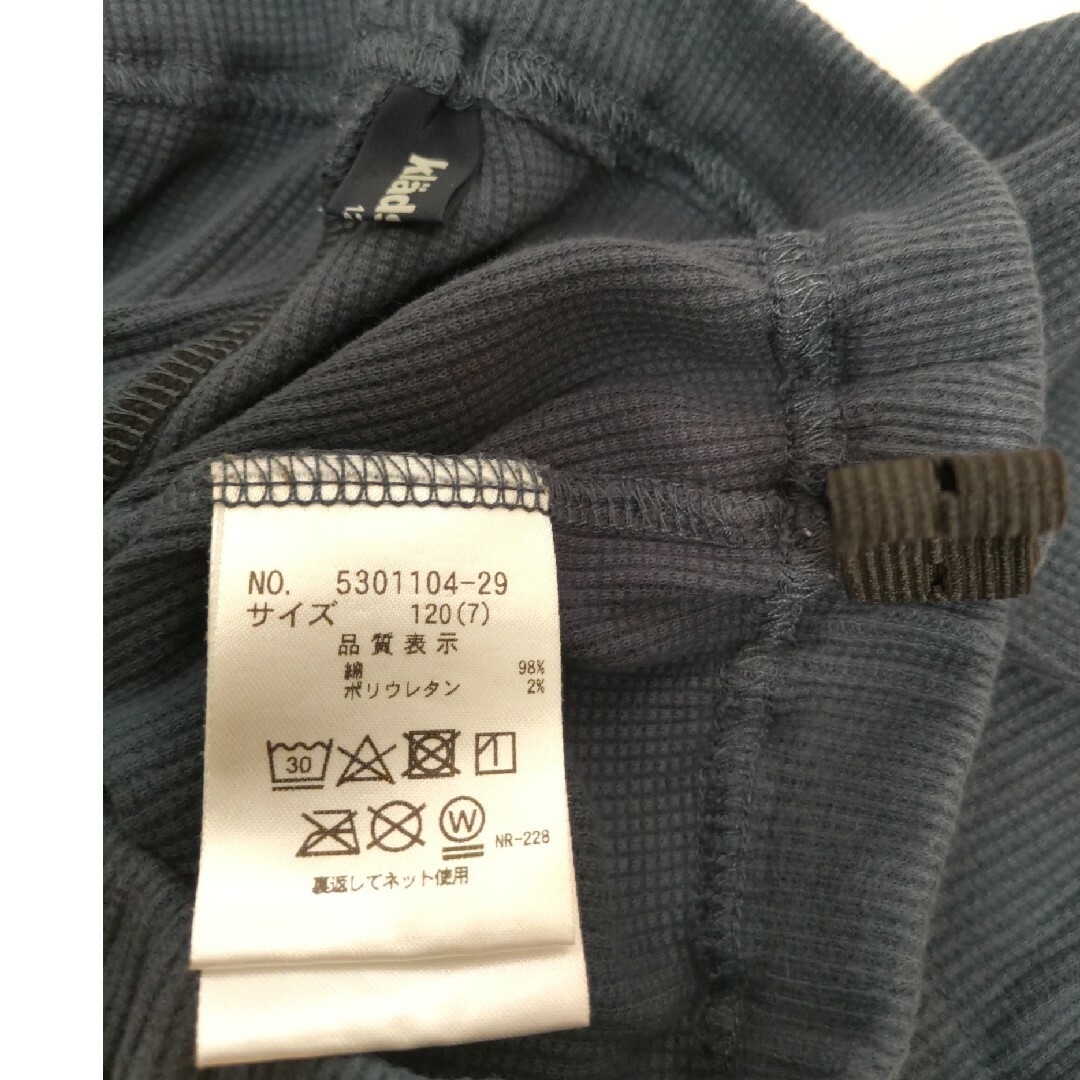 kläd
NO. 5301104-29
サイズ 120(7)
品質表示
綿 98%
ポリウレタン 2%
30
W
NR-228
裏返してネット使用